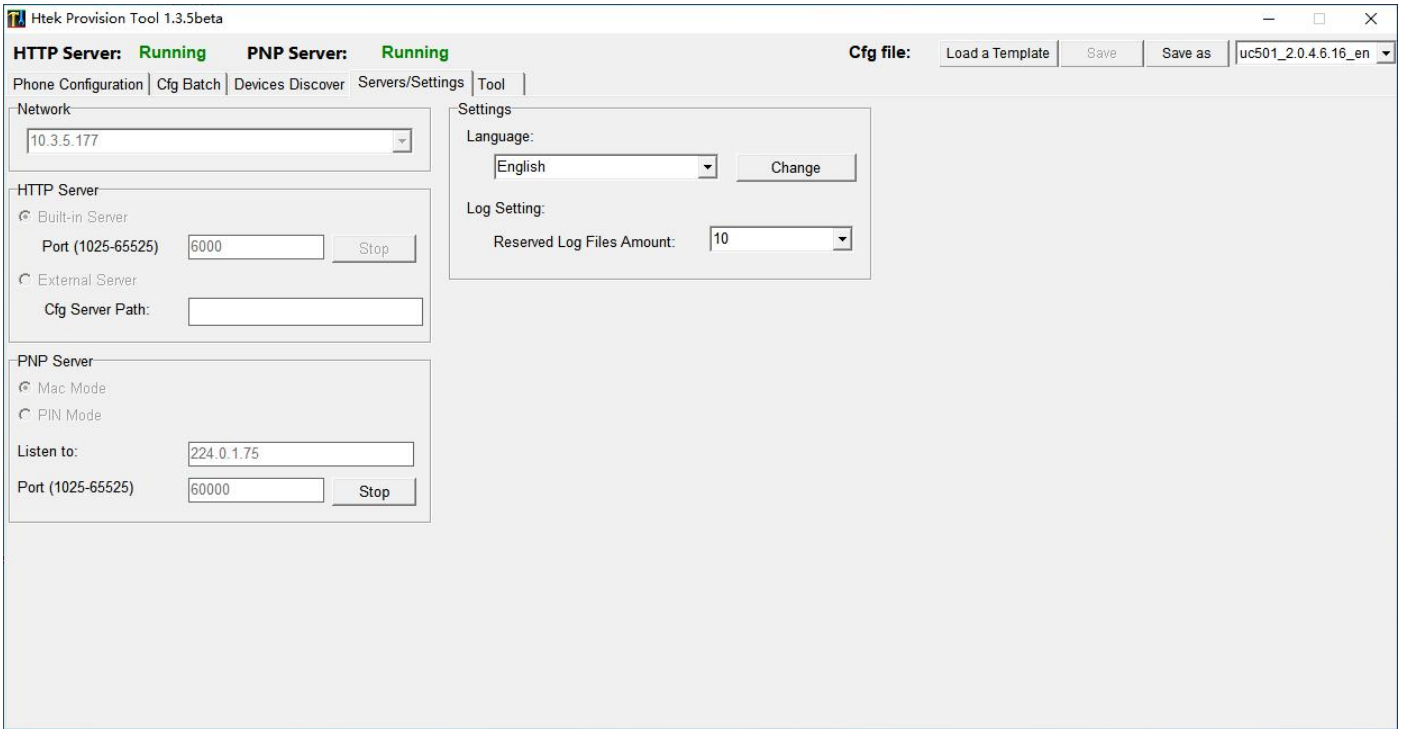 Htek Provision Tool 1.3.5beta
HTTP Server: Running PNP Server: Running Cfg file: Load a Template Save Save as uc501_2.0.4.6.16_en
Phone Configuration Cfg Batch Devices Discover Servers/Settings Tool
Network
10.3.5.177
HTTP Server
Built-in Server
Port (1025-65525) 6000 Stop
External Server
Cfg Server Path:
PNP Server
Mac Mode
PIN Mode
Listen to: 224.0.1.75
Port (1025-65525) 60000 Stop
Settings
Language:
English Change
Log Setting:
Reserved Log Files Amount: 10